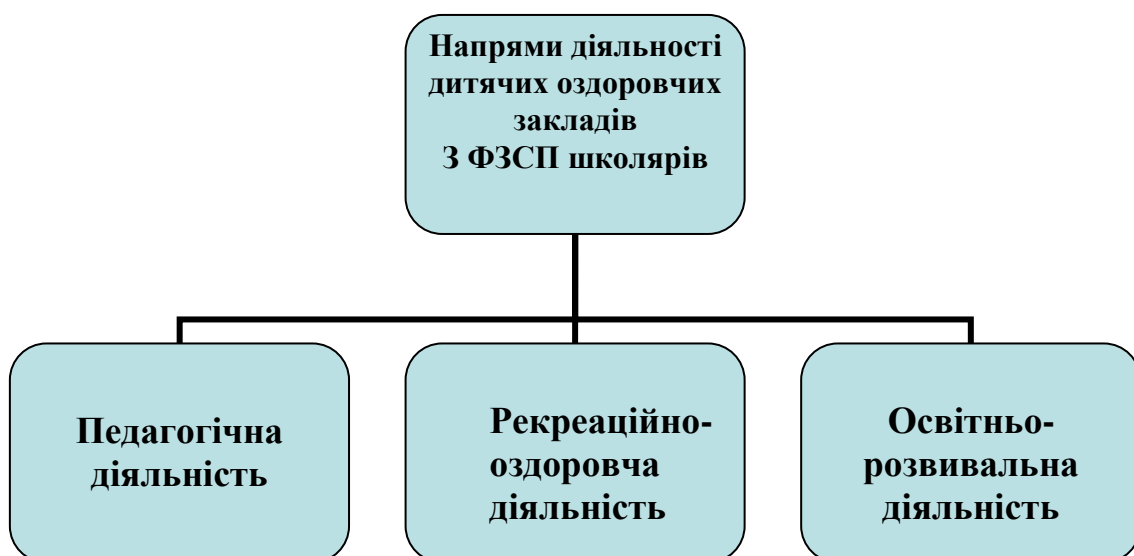 Напрями діяльності
дитячих оздоровчих
закладів
З ФЗСП школярів
Педагогічна
діяльність
Рекреаційно-
оздоровча
діяльність
Освітньо-
розвивальна
діяльність